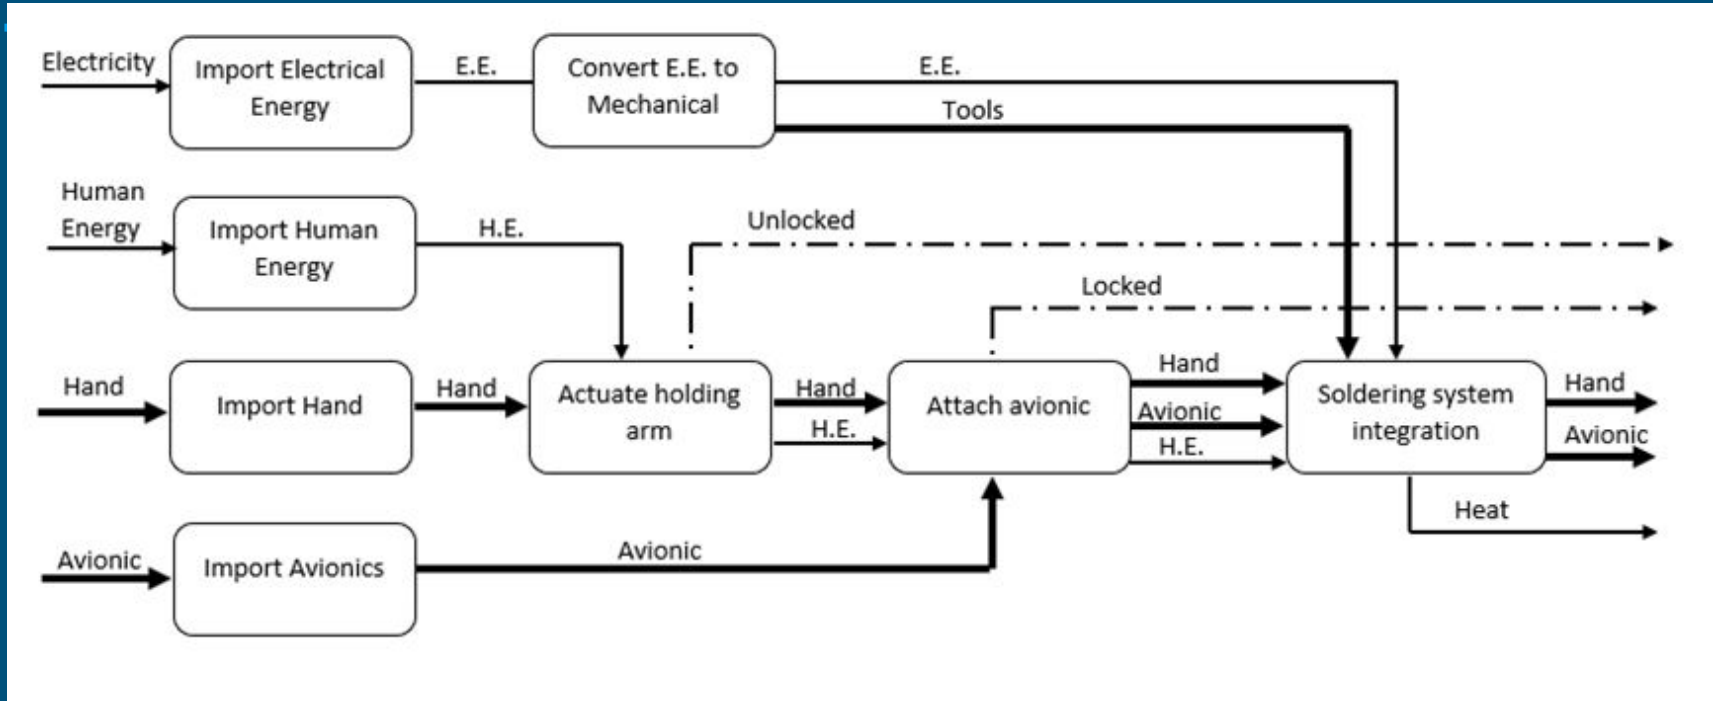 Electricity
Import Electrical
Energy
E.E.
Convert E.E. to
Mechanical
E.E.
Tools
Human
Energy
Import Human
Energy
H.E.
Unlocked
Locked
Hand
Import Hand
Hand
Actuate holding
arm
Hand
H.E.
Attach avionic
Hand
Avionic
H.E.
Soldering system
integration
Hand
Avionic
Heat
Avionic
Import Avionics
Avionic